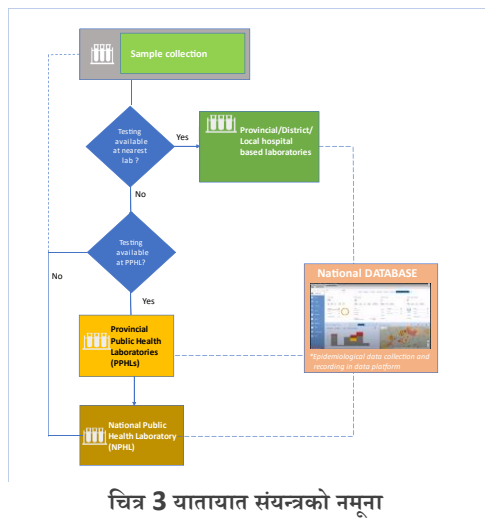 Sample collection
Testing
available
at nearest
lab ?
Yes
Provincial/District/
Local hospital
based laboratories
No
Testing
available
at PPHL?
No
Yes
National DATABASE
*Epidemiological data collection and
recording in data platform
Provincial
Public Health
Laboratories
(PPHLs)
National Public
Health Laboratory
(NPHL)
चित्र 3 यातायात संयन्त्रको नमूना